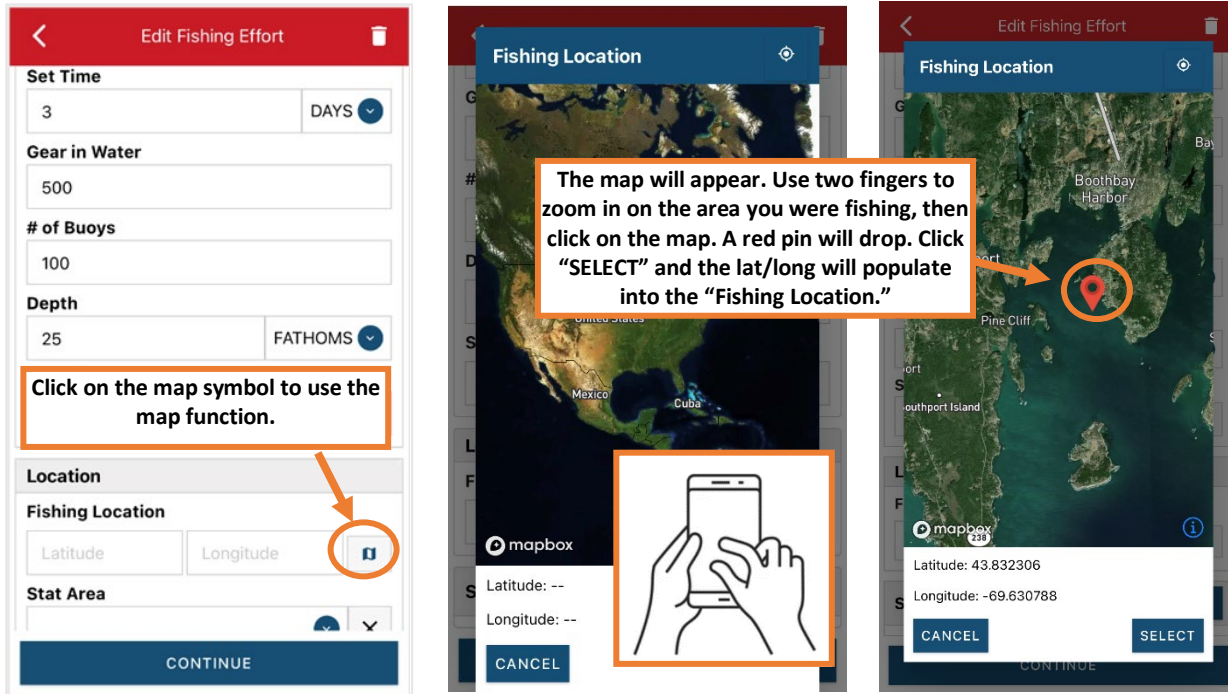 Edit Fishing Effort
Set Time
3 DAYS
Gear in Water
500
# of Buoys
100
Depth
25 FATHOMS
Click on the map symbol to use the
map function.
Location
Fishing Location
Latitude Longitude
Stat Area
CONTINUE
Fishing Location
G
#
D
S
L
F
S
United States
Mexico
Cuba
mapbox
Latitude: --
Longitude: --
CANCEL
The map will appear. Use two fingers to
zoom in on the area you were fishing, then
click on the map. A red pin will drop. Click
“SELECT” and the lat/long will populate
into the “Fishing Location.”
Edit Fishing Effort
Fishing Location
G
Bay
Boothbay
Harbor
ort
Pine Cliff
S
port
S
outhport Island
L
F
mapbox
238
Latitude: 43.832306
Longitude: -69.630788
S
CANCEL SELECT
CONTINUE